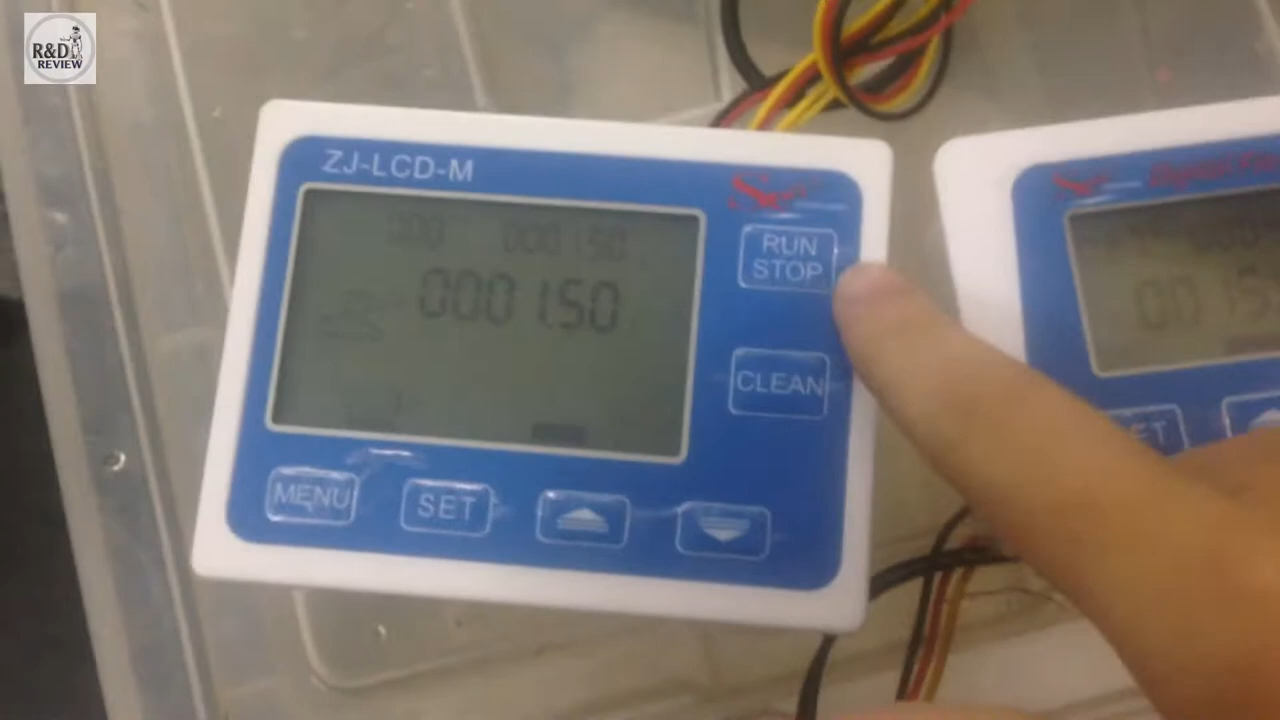 R&D
REVIEW
ZJ-LCD-M
RUN
STOP
000150
000150
CLEAN
MENU
SET